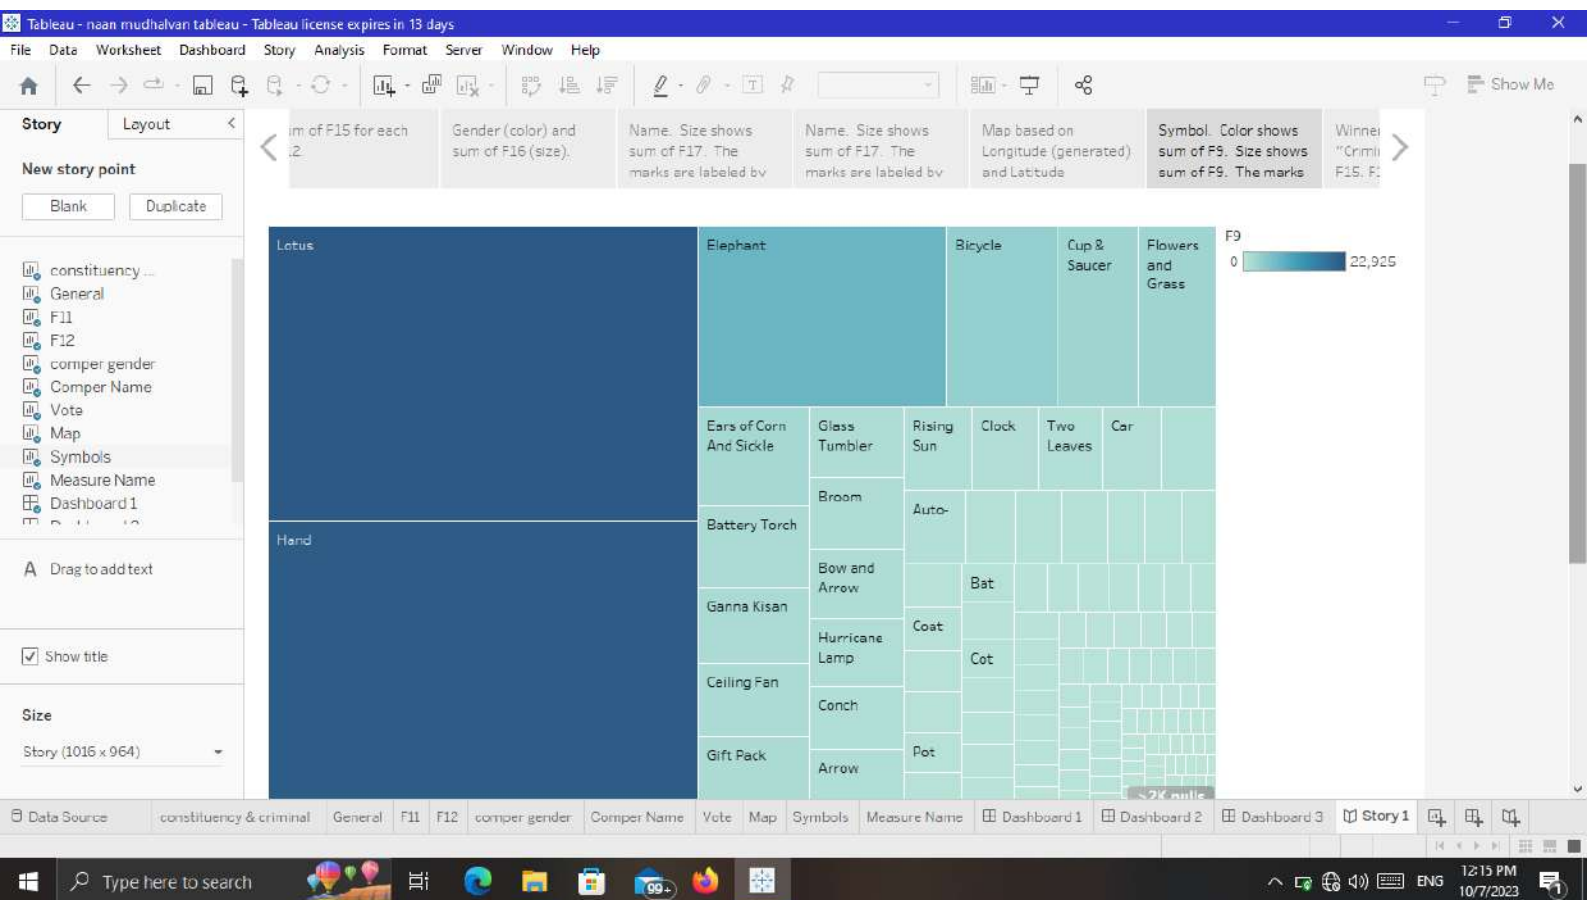 Tableau - naan mudhalvan tableau - Tableau license expires in 13 days
File Data Worksheet Dashboard Story Analysis Format Server Window Help
Show Me
Story Layout
New story point
Blank Duplicate
constituency ...
General
F11
F12
comper gender
Comper Name
Vote
Map
Symbols
Measure Name
Dashboard 1
A Drag to add text
Show title
Size
Story (1016 x 964)
of F15 for each
Gender (color) and
sum of F16 (size).
Name. Size shows
sum of F17. The
marks are labeled by
Name. Size shows
sum of F17. The
marks are labeled by
Map based on
Longitude (generated)
and Latitude
Symbol. Color shows
sum of F9. Size shows
sum of F9. The marks
F15.
Lotus
Hand
Elephant
Bicycle
Cup &
Saucer
Flowers
and
Grass
F9
0 22,925
Ears of Corn
And Sickle
Glass
Tumbler
Rising
Sun
Clock
Two
Leaves
Car
Broom
Auto-
Battery Torch
Bow and
Arrow
Bat
Ganna Kisan
Coat
Hurricane
Lamp
Cot
Ceiling Fan
Conch
Gift Pack
Pot
Arrow
>2K nulls
Data Source constituency & criminal General F11 F12 comper gender Comper Name Vote Map Symbols Measure Name Dashboard 1 Dashboard 2 Dashboard 3 Story 1
Type here to search
99+
ENG
12:15 PM
10/7/2023
1